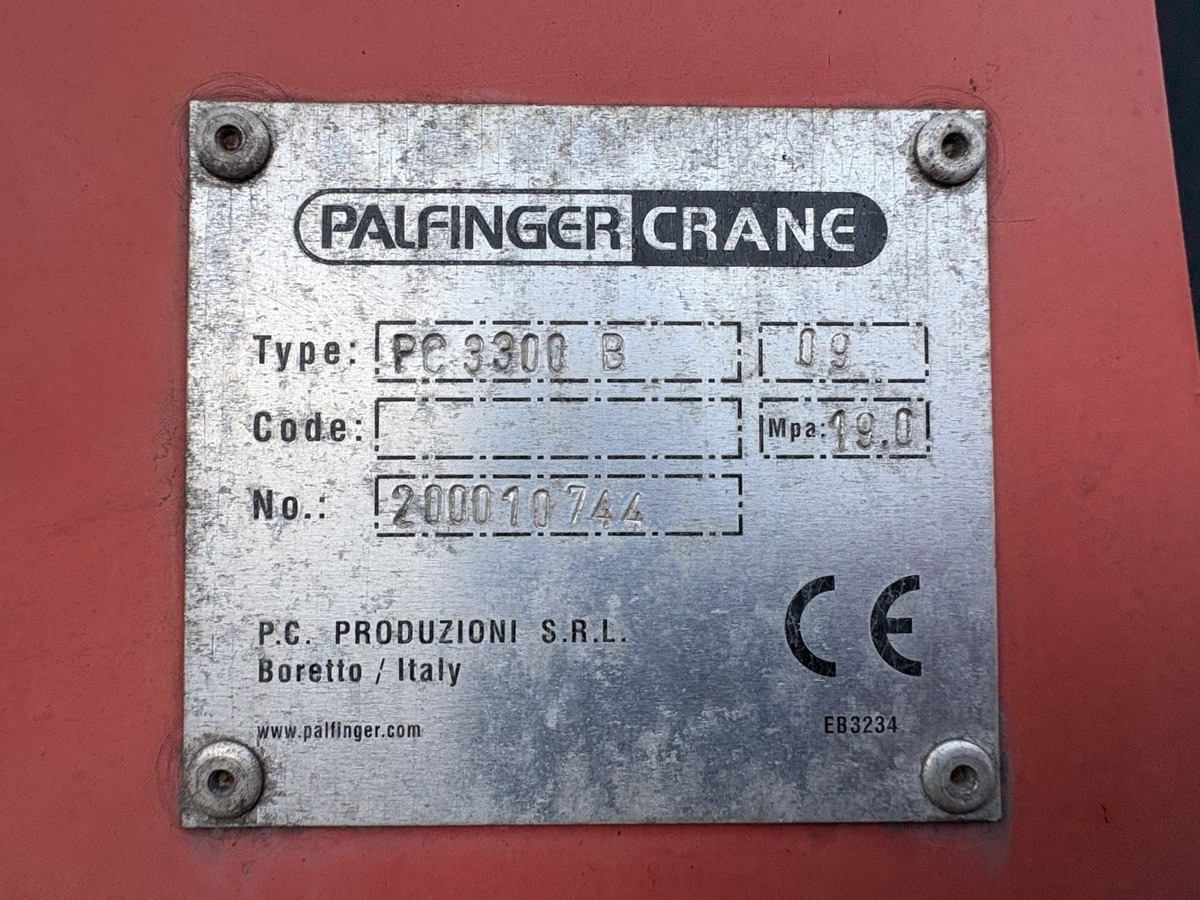 PALFINGER CRANE
Type: PC 3300 B 09
Code: Mpa: 19.0
No.: 200010744
P.C. PRODUZIONI S.R.L.
Boretto / Italy
CE
www.palfinger.com EB3234